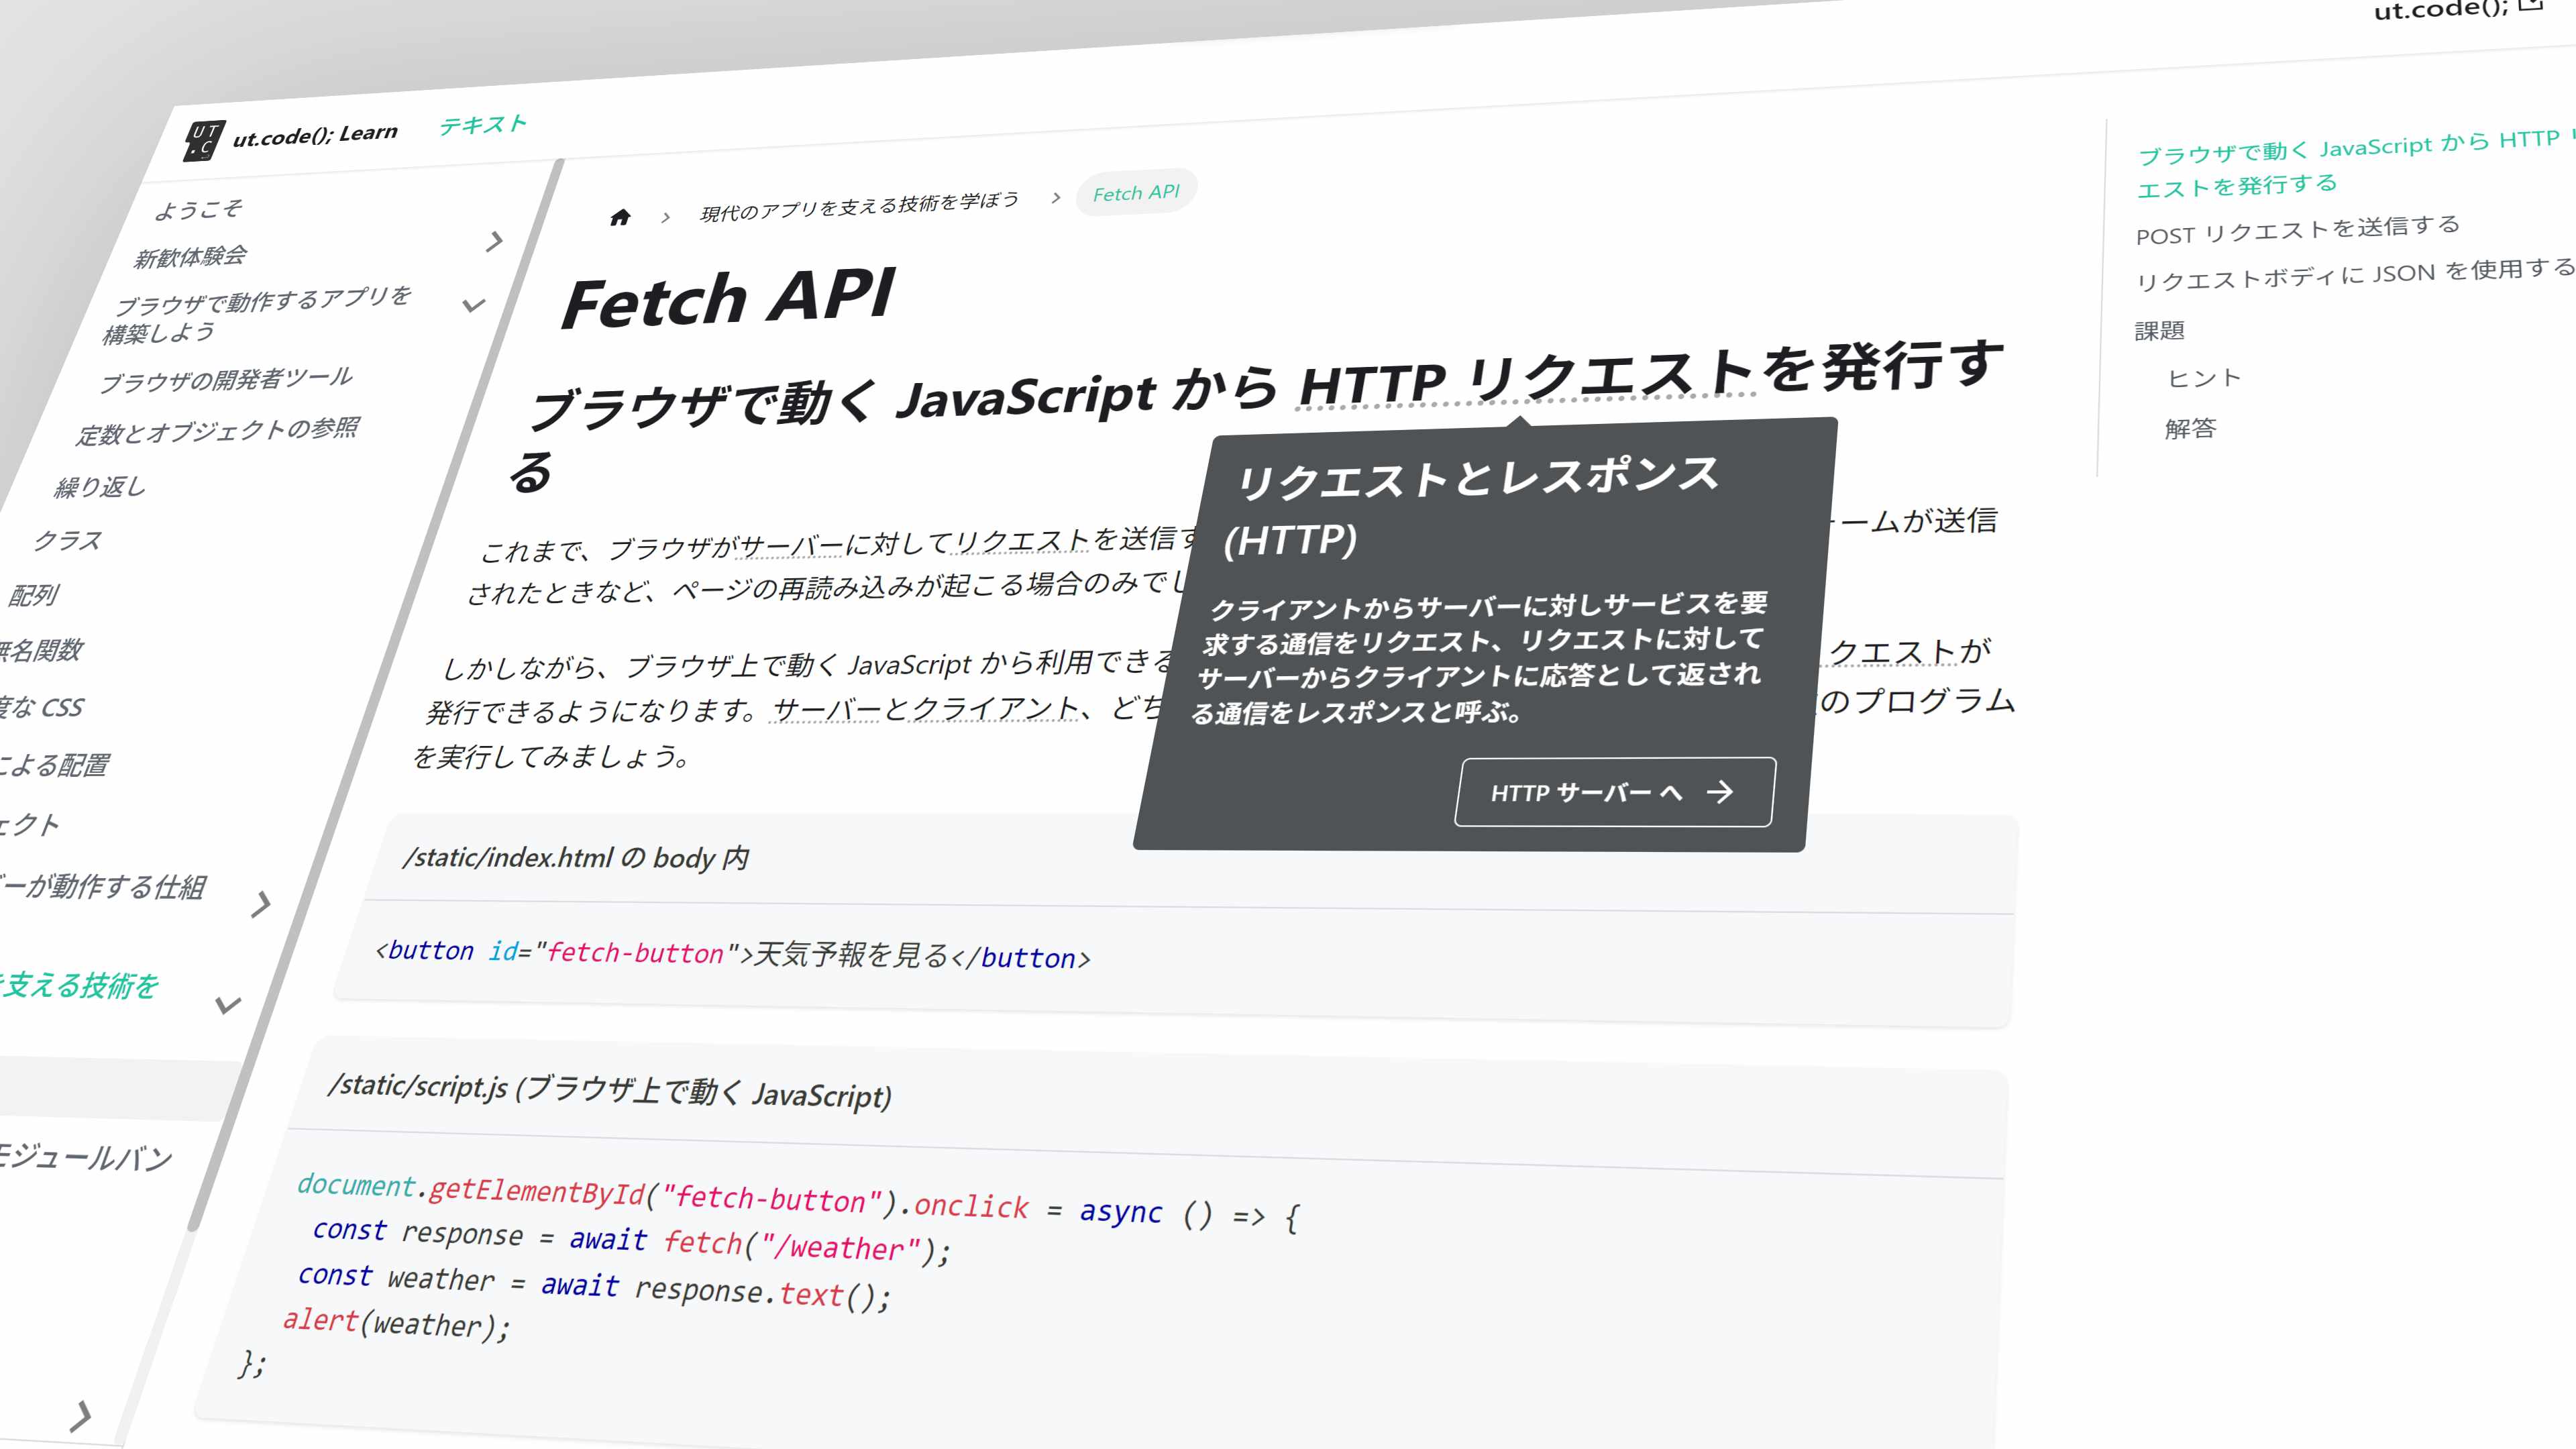 ut.code();
UT
.C
ut.code(); Learn
テキスト
ようこそ
新歓体験会
ブラウザで動作するアプリを
構築しよう
ブラウザの開発者ツール
定数とオブジェクトの参照
繰り返し
クラス
配列
無名関数
度な CSS
による配置
ェクト
ーが動作する仕組
を支える技術を
モジュールバン
現代のアプリを支える技術を学ぼう
Fetch API
Fetch API
ブラウザで動く JavaScript から HTTP リクエストを発行す
る
これまで、ブラウザがサーバーに対してリクエストを送信す
ームが送信
されたときなど、ページの再読み込みが起こる場合のみでし
しかしながら、ブラウザ上で動く JavaScript から利用できる
クエストが
発行できるようになります。サーバーとクライアント、どち
のプログラム
を実行してみましょう。
リクエストとレスポンス
(HTTP)
クライアントからサーバーに対しサービスを要
求する通信をリクエスト、リクエストに対して
サーバーからクライアントに応答として返され
る通信をレスポンスと呼ぶ。
HTTP サーバー へ
/static/index.html の body 内
<button id="fetch-button">天気予報を見る</button>
/static/script.js (ブラウザ上で動く JavaScript)
document.getElementById("fetch-button").onclick = async () => {
const response = await fetch("/weather");
const weather = await response.text();
alert(weather);
};
ブラウザで動く JavaScript から HTTP リ
エストを発行する
POST リクエストを送信する
リクエストボディに JSON を使用する
課題
ヒント
解答